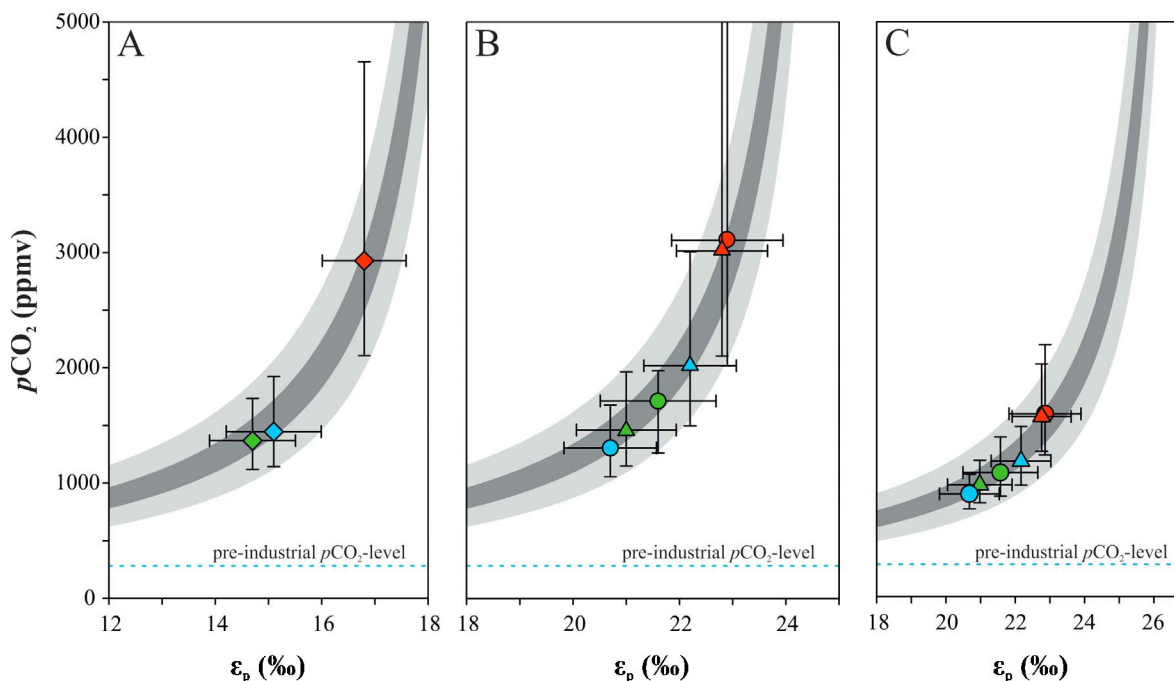 A
B
C
5000
4000
3000
2000
1000
0
pCO₂ (ppmv)
pre-industrial pCO₂-level
pre-industrial pCO₂-level
pre-industrial pCO₂-level
12 14 16 18
20 22 24
18 20 22 24 26
εₚ (‰)
εₚ (‰)
εₚ (‰)